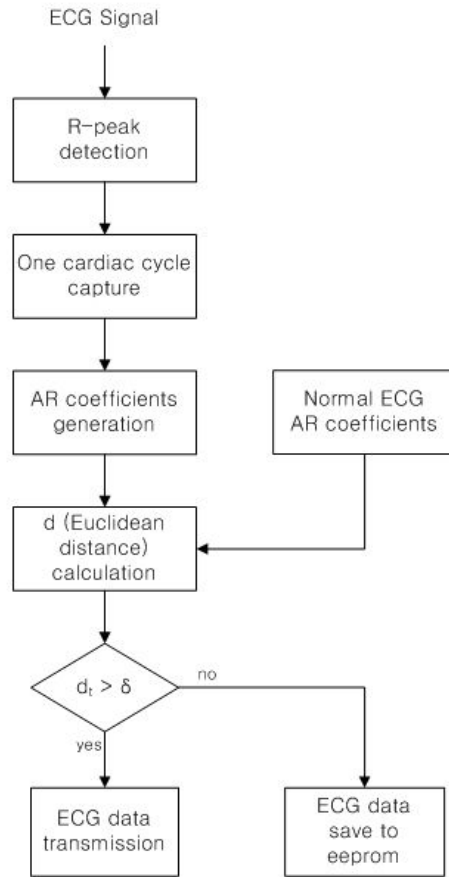 ECG Signal
R-peak
detection
One cardiac cycle
capture
AR coefficients
generation
Normal ECG
AR coefficients
d (Euclidean
distance)
calculation
dₜ > δ
no
yes
ECG data
transmission
ECG data
save to
eeprom